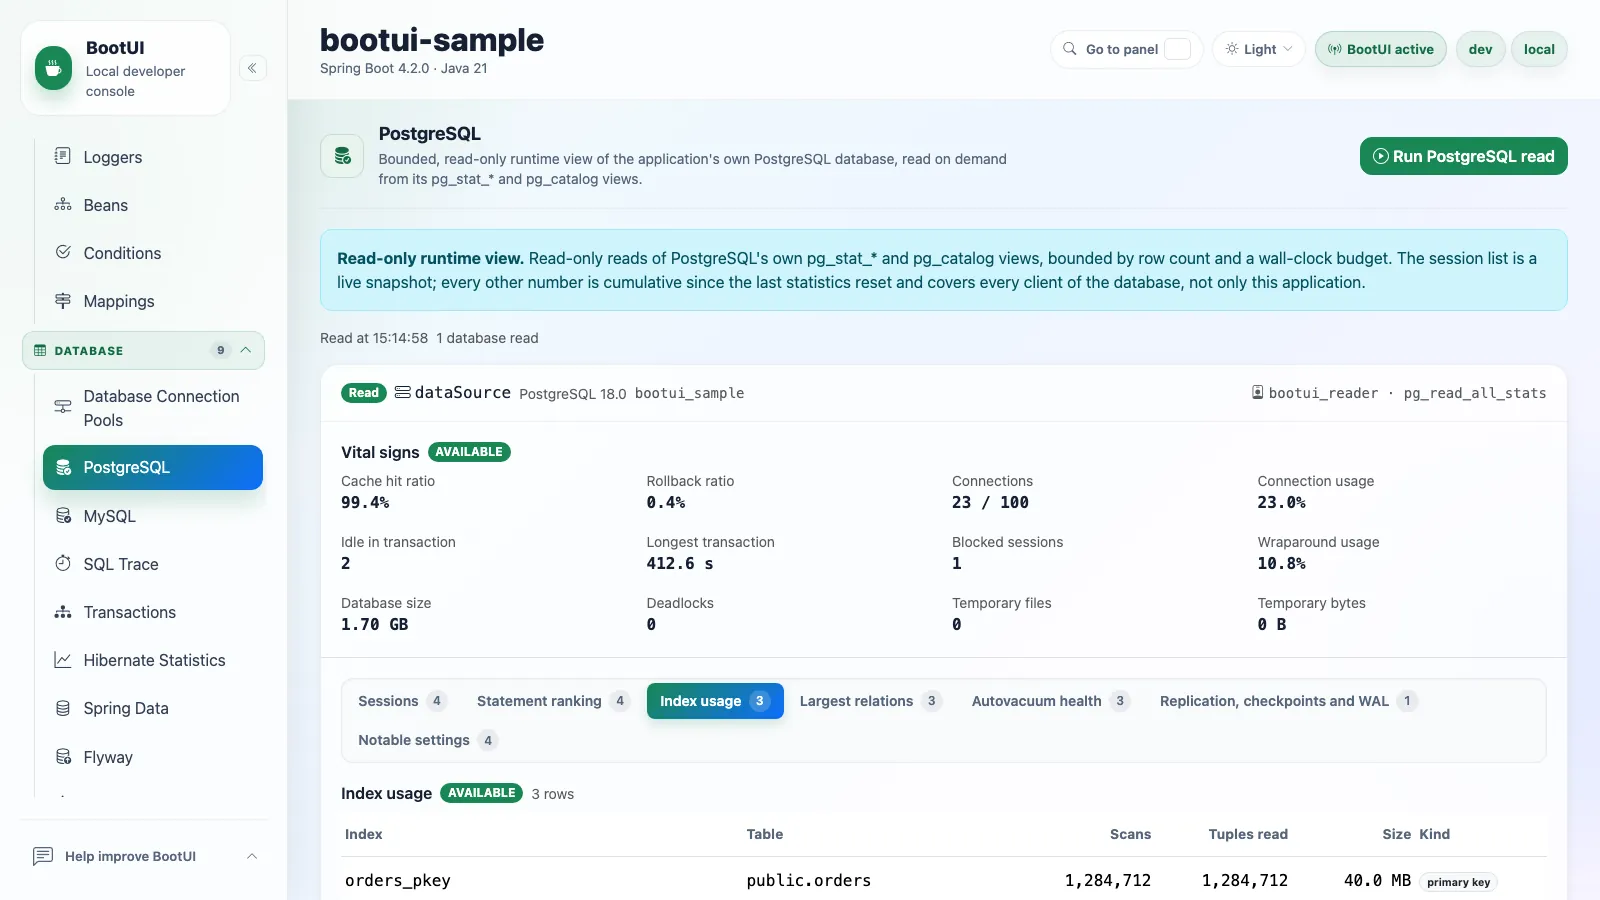 BootUI
Local developer
console
bootui-sample
Spring Boot 4.2.0 · Java 21
Go to panel
Light
BootUI active
dev
local
Loggers
Beans
Conditions
Mappings
DATABASE 9
Database Connection
Pools
PostgreSQL
MySQL
SQL Trace
Transactions
Hibernate Statistics
Spring Data
Flyway
Help improve BootUI
PostgreSQL
Bounded, read-only runtime view of the application's own PostgreSQL database, read on demand
from its pg_stat_* and pg_catalog views.
Run PostgreSQL read
Read-only runtime view. Read-only reads of PostgreSQL's own pg_stat_* and pg_catalog views, bounded by row count and a wall-clock budget. The session list is a
live snapshot; every other number is cumulative since the last statistics reset and covers every client of the database, not only this application.
Read at 15:14:58 1 database read
Read dataSource PostgreSQL 18.0 bootui_sample
bootui_reader · pg_read_all_stats
Vital signs AVAILABLE
Cache hit ratio
99.4%
Rollback ratio
0.4%
Connections
23 / 100
Connection usage
23.0%
Idle in transaction
2
Longest transaction
412.6 s
Blocked sessions
1
Wraparound usage
10.8%
Database size
1.70 GB
Deadlocks
0
Temporary files
0
Temporary bytes
0 B
Sessions 4
Statement ranking 4
Index usage 3
Largest relations 3
Autovacuum health 3
Replication, checkpoints and WAL 1
Notable settings 4
Index usage AVAILABLE 3 rows
Index Table Scans Tuples read Size Kind
orders_pkey public.orders 1,284,712 1,284,712 40.0 MB primary key